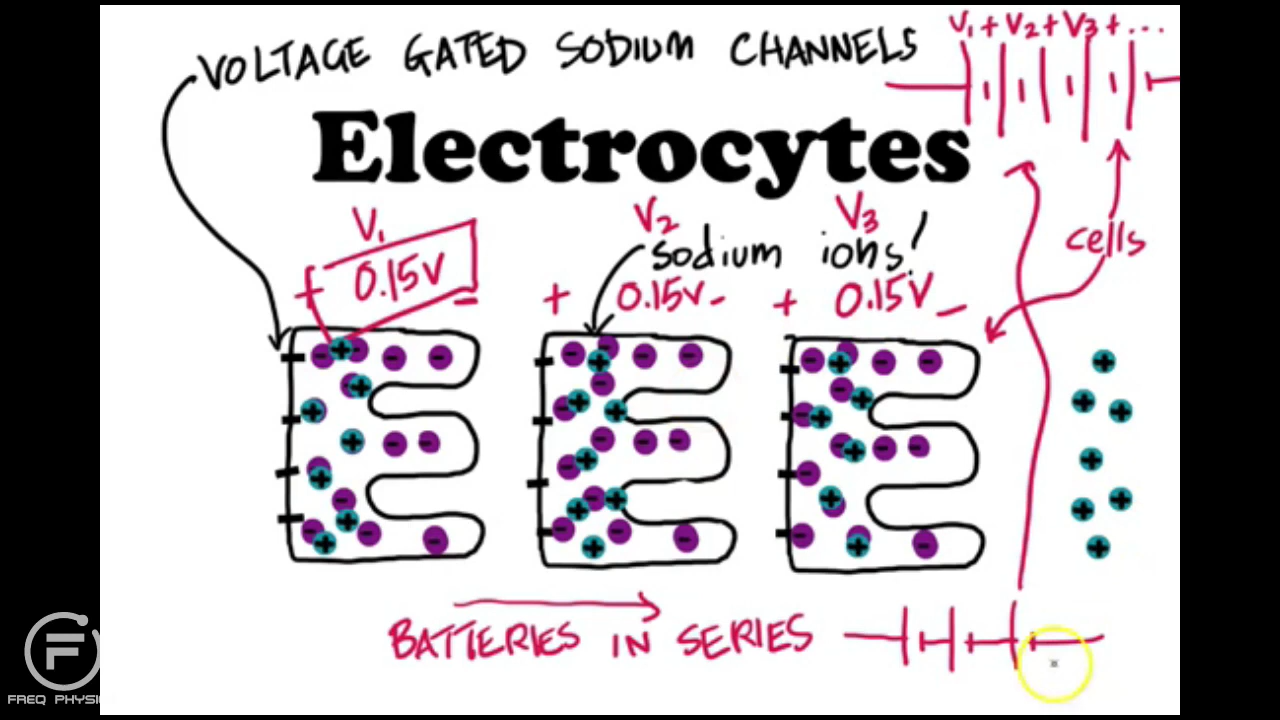 V₁ + V₂ + V₃ + ...
VOLTAGE GATED SODIUM CHANNELS
Electrocytes
V₁
V₂
V₃
cells
sodium ions!
+ 0.15V -
+ 0.15V -
+ 0.15V -
BATTERIES IN SERIES
F
FREQ PHYSI